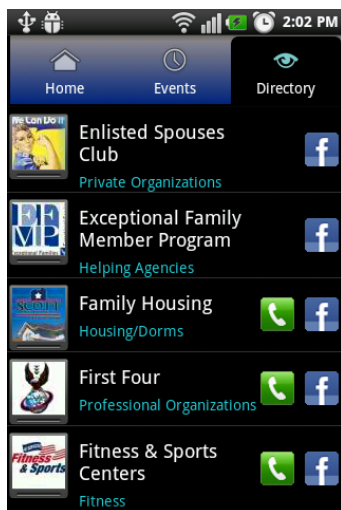 2:02 PM
Home
Events
Directory
We Can Do It
Enlisted Spouses
Club
Private Organizations
EFMP
Exceptional Family
Member Program
Helping Agencies
SCOTT
Family Housing
Housing/Dorms
First Four
Professional Organizations
Fitness
& Sports
Fitness & Sports
Centers
Fitness